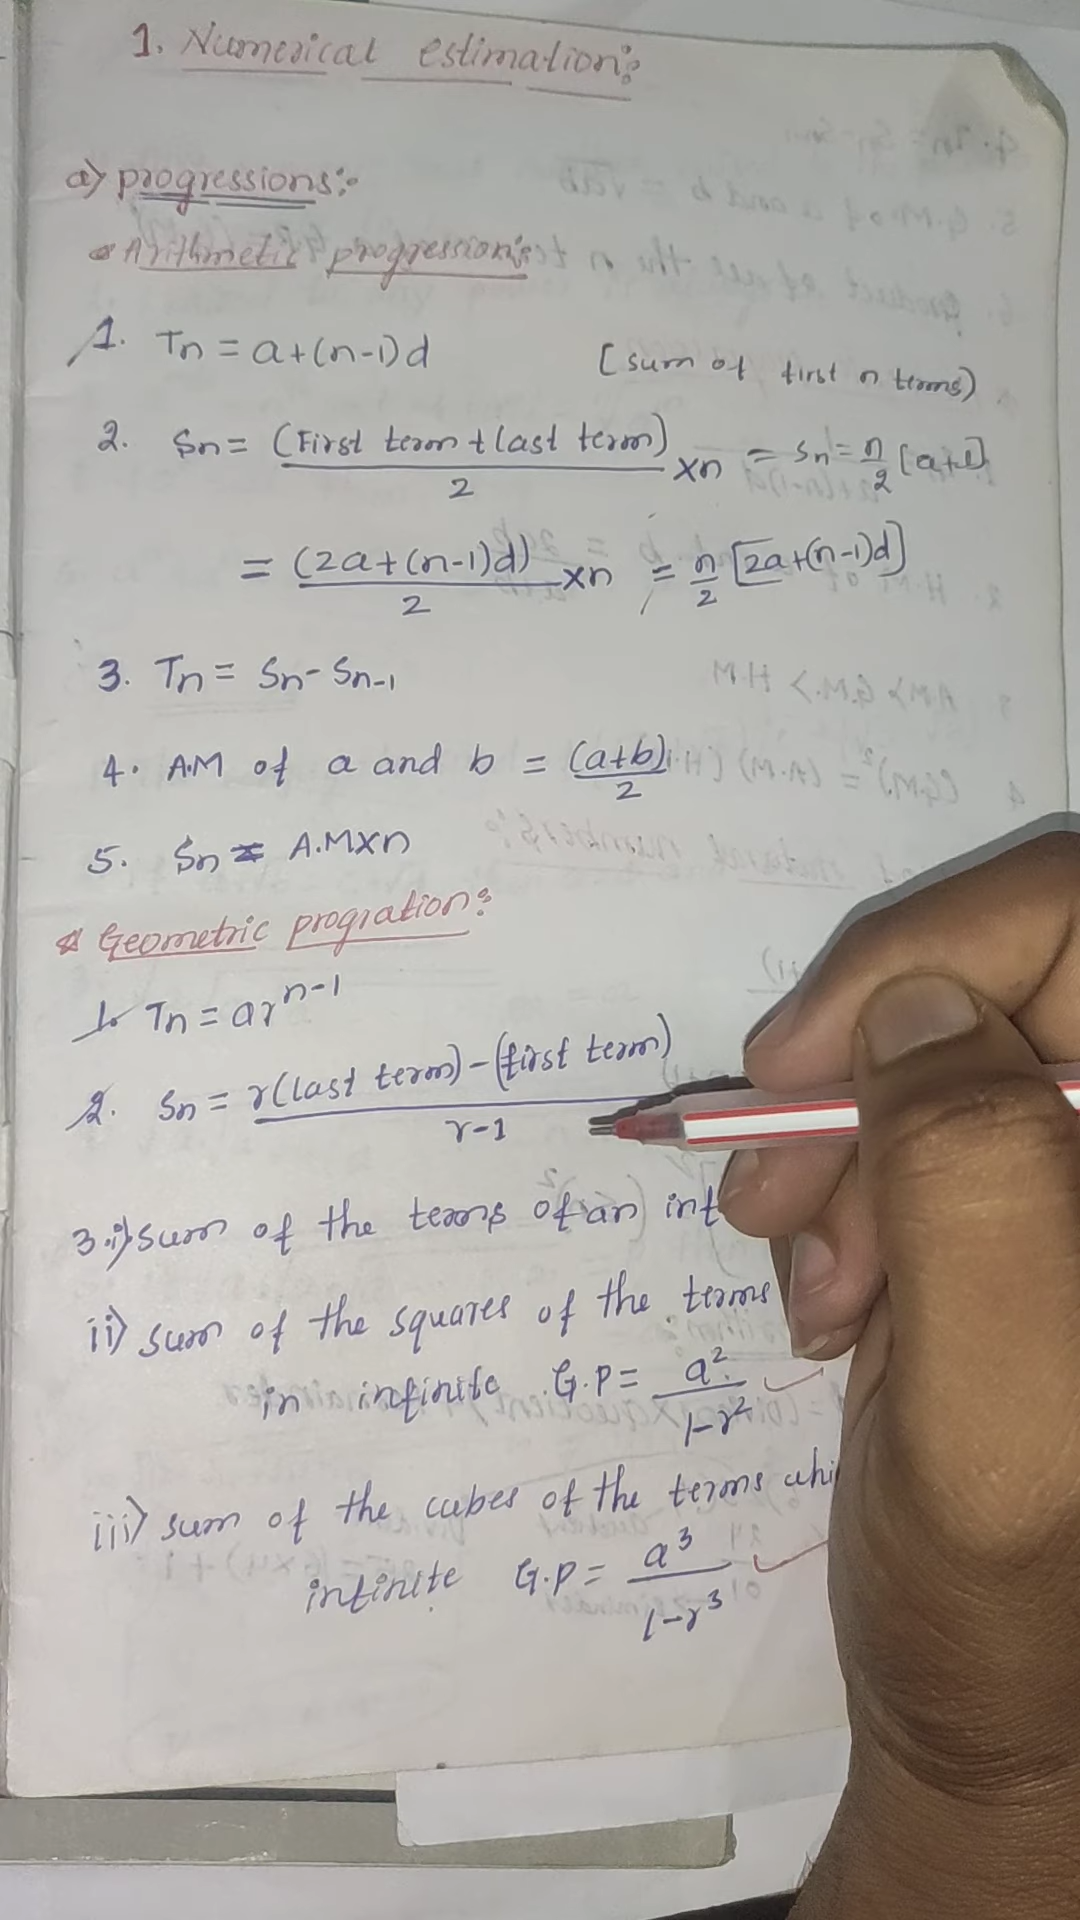 1. Numerical estimation:
a) progressions:-
Arithmetic progression:
1. Tn = a+(n-1)d [sum of first n terms)
2. Sn = (First term + last term)/2 xn = Sn = n/2 [a+l]
= (2a+(n-1)d)/2 xn = n/2 [2a+(n-1)d]
3. Tn = Sn - Sn-1
4. A.M of a and b = (a+b)/2
5. Sn = A.M×n
Geometric progration:
1. Tn = ar^n-1
2. Sn = r(last term)-(first term)/r-1
3.i) sum of the terms of an inf
ii) sum of the squares of the terms
in infinite G.P = a²/1-r²
iii) sum of the cubes of the terms whi
infinite G.P = a³/1-r³